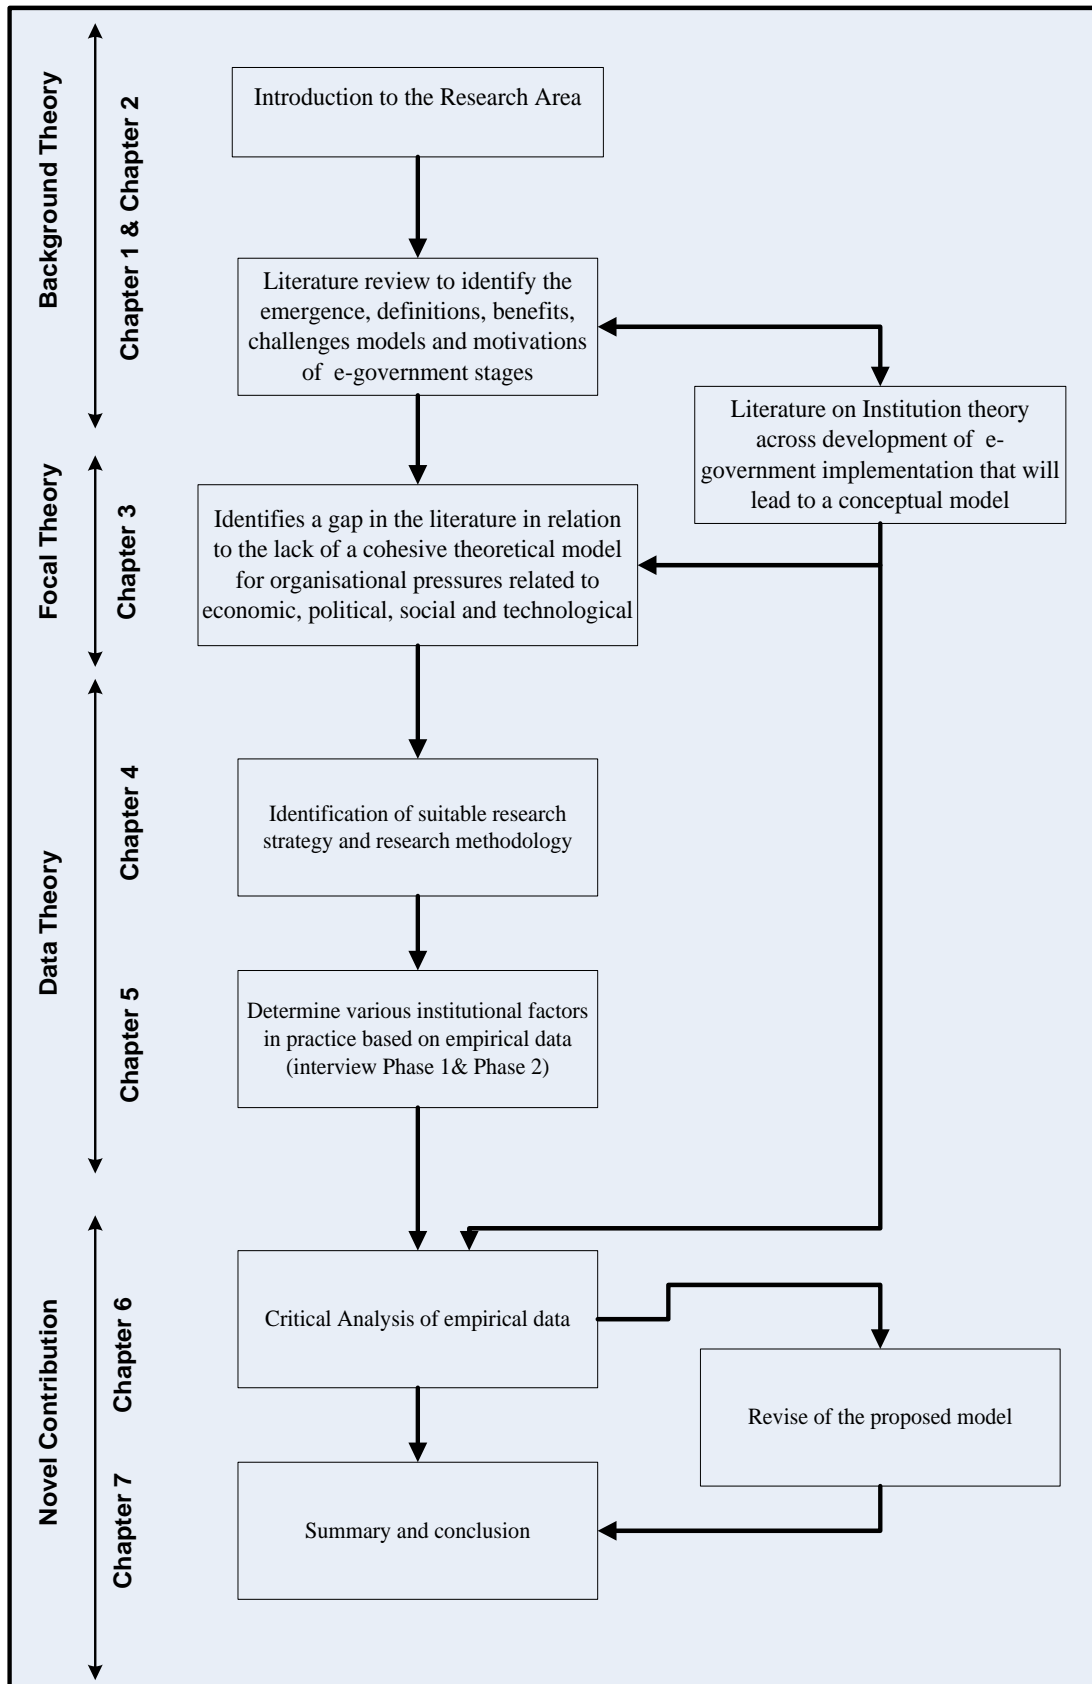 Background Theory
Chapter 1 & Chapter 2
Introduction to the Research Area
Literature review to identify the
emergence, definitions, benefits,
challenges models and motivations
of e-government stages
Literature on Institution theory
across development of e-
government implementation that will
lead to a conceptual model
Focal Theory
Chapter 3
Identifies a gap in the literature in relation
to the lack of a cohesive theoretical model
for organisational pressures related to
economic, political, social and technological
Data Theory
Chapter 4
Identification of suitable research
strategy and research methodology
Chapter 5
Determine various institutional factors
in practice based on empirical data
(interview Phase 1& Phase 2)
Novel Contribution
Chapter 6
Critical Analysis of empirical data
Revise of the proposed model
Chapter 7
Summary and conclusion